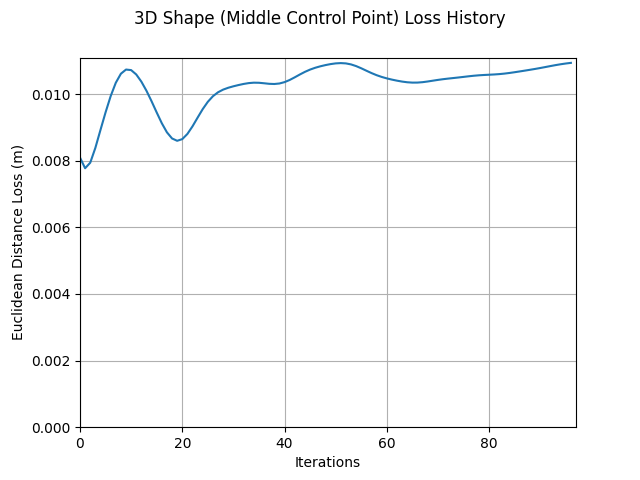 3D Shape (Middle Control Point) Loss History
Euclidean Distance Loss (m)
0.010
0.008
0.006
0.004
0.002
0.000
0 20 40 60 80
Iterations